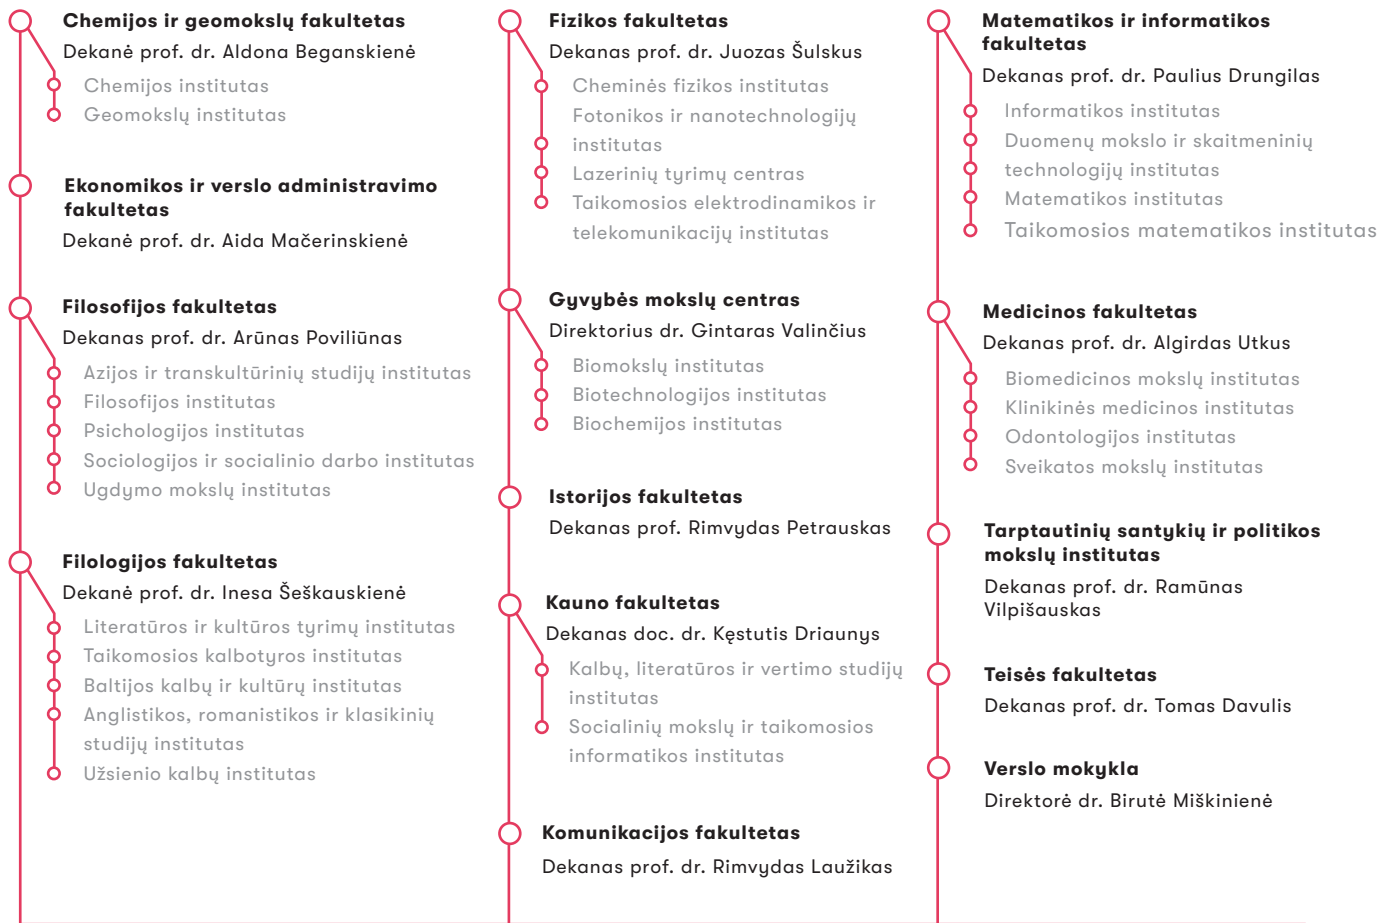 Chemijos ir geomokslų fakultetas
Dekanė prof. dr. Aldona Beganskienė
Chemijos institutas
Geomokslų institutas
Ekonomikos ir verslo administravimo
fakultetas
Dekanė prof. dr. Aida Mačerinskienė
Filosofijos fakultetas
Dekanas prof. dr. Arūnas Poviliūnas
Azijos ir transkultūrinių studijų institutas
Filosofijos institutas
Psichologijos institutas
Sociologijos ir socialinio darbo institutas
Ugdymo mokslų institutas
Filologijos fakultetas
Dekanė prof. dr. Inesa Šeškauskienė
Literatūros ir kultūros tyrimų institutas
Taikomosios kalbotyros institutas
Baltijos kalbų ir kultūrų institutas
Anglistikos, romanistikos ir klasikinių
studijų institutas
Užsienio kalbų institutas
Fizikos fakultetas
Dekanas prof. dr. Juozas Šulskus
Cheminės fizikos institutas
Fotonikos ir nanotechnologijų
institutas
Lazerinių tyrimų centras
Taikomosios elektrodinamikos ir
telekomunikacijų institutas
Gyvybės mokslų centras
Direktorius dr. Gintaras Valinčius
Biomokslų institutas
Biotechnologijos institutas
Biochemijos institutas
Istorijos fakultetas
Dekanas prof. Rimvydas Petrauskas
Kauno fakultetas
Dekanas doc. dr. Kęstutis Driaunys
Kalbų, literatūros ir vertimo studijų
institutas
Socialinių mokslų ir taikomosios
informatikos institutas
Komunikacijos fakultetas
Dekanas prof. dr. Rimvydas Laužikas
Matematikos ir informatikos
fakultetas
Dekanas prof. dr. Paulius Drungilas
Informatikos institutas
Duomenų mokslo ir skaitmeninių
technologijų institutas
Matematikos institutas
Taikomosios matematikos institutas
Medicinos fakultetas
Dekanas prof. dr. Algirdas Utkus
Biomedicinos mokslų institutas
Klinikinės medicinos institutas
Odontologijos institutas
Sveikatos mokslų institutas
Tarptautinių santykių ir politikos
mokslų institutas
Dekanas prof. dr. Ramūnas
Vilpišauskas
Teisės fakultetas
Dekanas prof. dr. Tomas Davulis
Verslo mokykla
Direktorė dr. Birutė Miškinienė